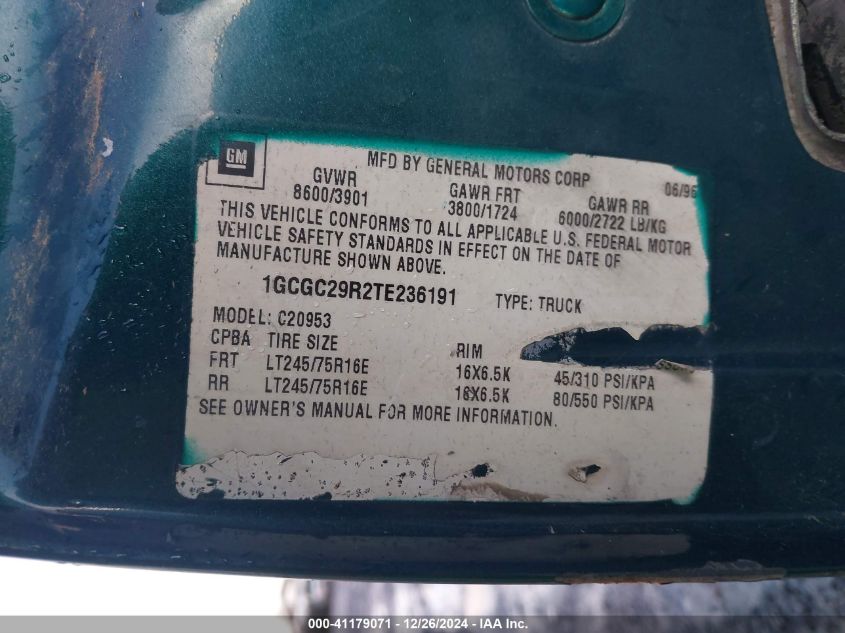 GM
MFD BY GENERAL MOTORS CORP 06/96
GVWR GAWR FRT GAWR RR
8600/3901 3800/1724 6000/2722 LB/KG
THIS VEHICLE CONFORMS TO ALL APPLICABLE U.S. FEDERAL MOTOR
VEHICLE SAFETY STANDARDS IN EFFECT ON THE DATE OF
MANUFACTURE SHOWN ABOVE.
1GCGC29R2TE236191 TYPE: TRUCK
MODEL: C20953
CPBA TIRE SIZE RIM
FRT LT245/75R16E 16X6.5K 45/310 PSI/KPA
RR LT245/75R16E 16X6.5K 80/550 PSI/KPA
SEE OWNER'S MANUAL FOR MORE INFORMATION.
000-41179071 - 12/26/2024 - IAA Inc.